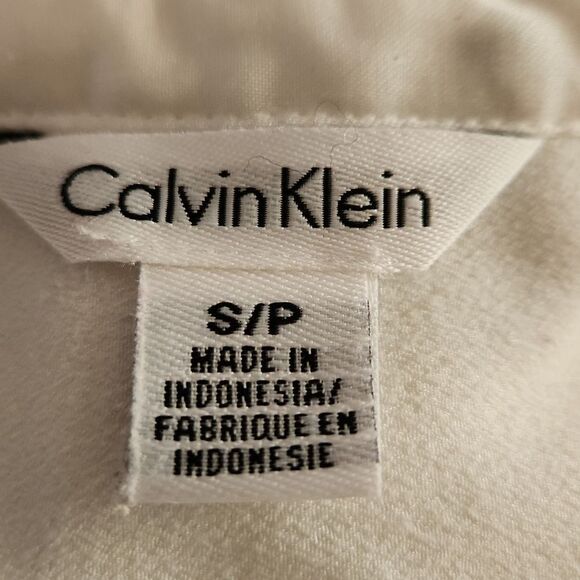 Calvin Klein
S/P
MADE IN
INDONESIA/
FABRIQUE EN
INDONESIE